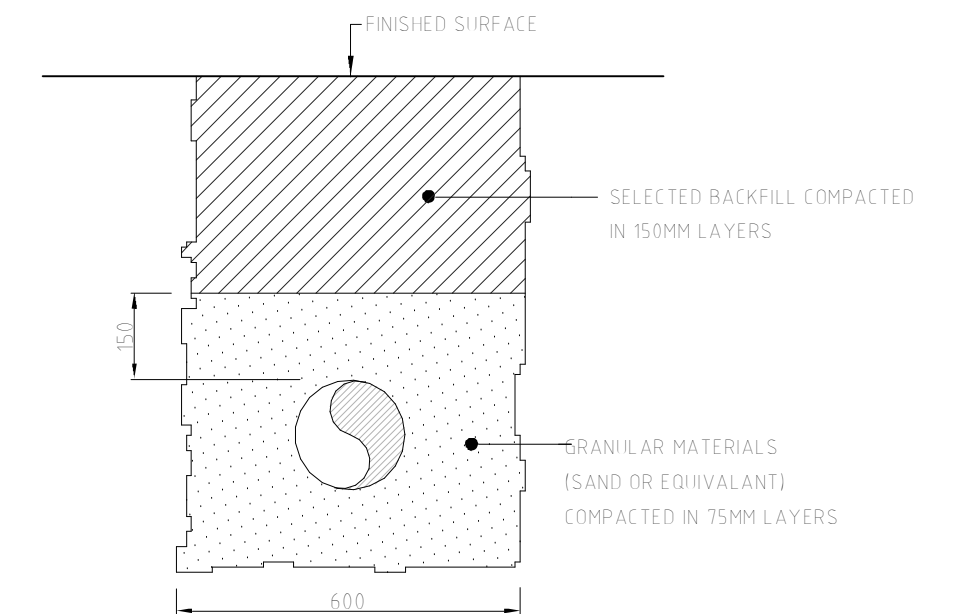 FINISHED SURFACE
SELECTED BACKFILL COMPACTED
IN 150MM LAYERS
150
GRANULAR MATERIALS
(SAND OR EQUIVALANT)
COMPACTED IN 75MM LAYERS
600